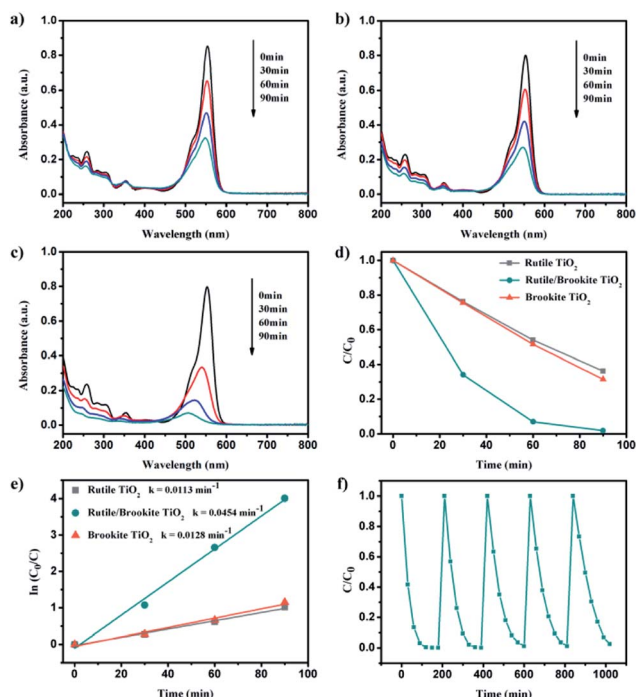 a)
1.0
0.8
0.6
0.4
0.2
0.0
Absorbance (a.u.)
0min
30min
60min
90min
200 300 400 500 600 700 800
Wavelength (nm)
b)
1.0
0.8
0.6
0.4
0.2
0.0
Absorbance (a.u.)
0min
30min
60min
90min
200 300 400 500 600 700 800
Wavelength (nm)
c)
1.0
0.8
0.6
0.4
0.2
0.0
Absorbance (a.u.)
0min
30min
60min
90min
200 300 400 500 600 700 800
Wavelength (nm)
d)
1.0
0.8
0.6
0.4
0.2
0.0
C/C₀
Rutile TiO₂
Rutile/Brookite TiO₂
Brookite TiO₂
0 20 40 60 80 100
Time (min)
e)
4
3
2
1
0
ln (C₀/C)
Rutile TiO₂ k = 0.0113 min⁻¹
Rutile/Brookite TiO₂ k = 0.0454 min⁻¹
Brookite TiO₂ k = 0.0128 min⁻¹
0 20 40 60 80 100
Time (min)
f)
1.0
0.8
0.6
0.4
0.2
0.0
C/C₀
0 200 400 600 800 1000
Time (min)